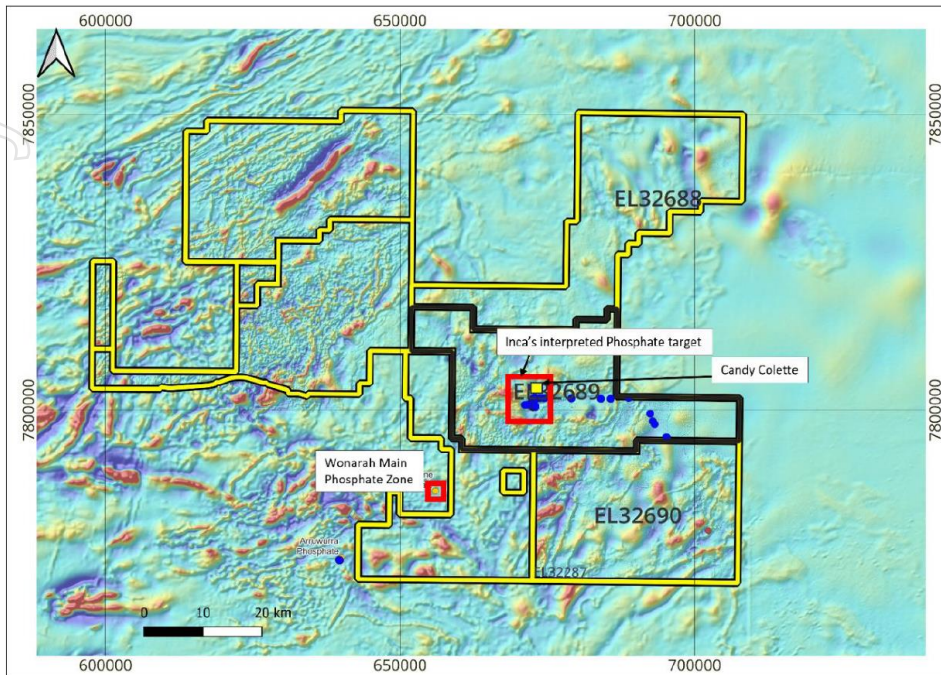 600000
650000
700000
7850000
7850000
EL32688
Inca's interpreted Phosphate target
Candy Colette
EL32689
7800000
7800000
Wonarah Main
Phosphate Zone
EL32690
Phosphate
EL32287
0
10
20 km
600000
650000
700000